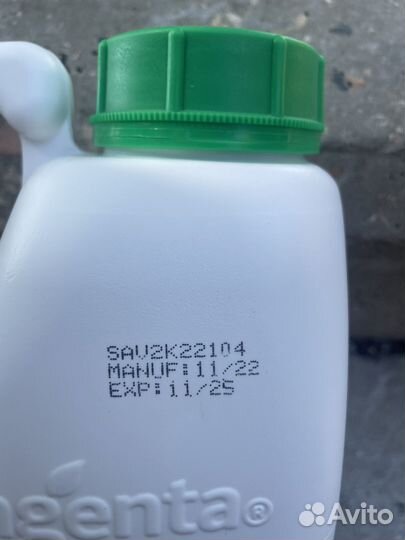 SAV2K22104
MANUF:11/22
EXP:11/25
ngenta®
Avito